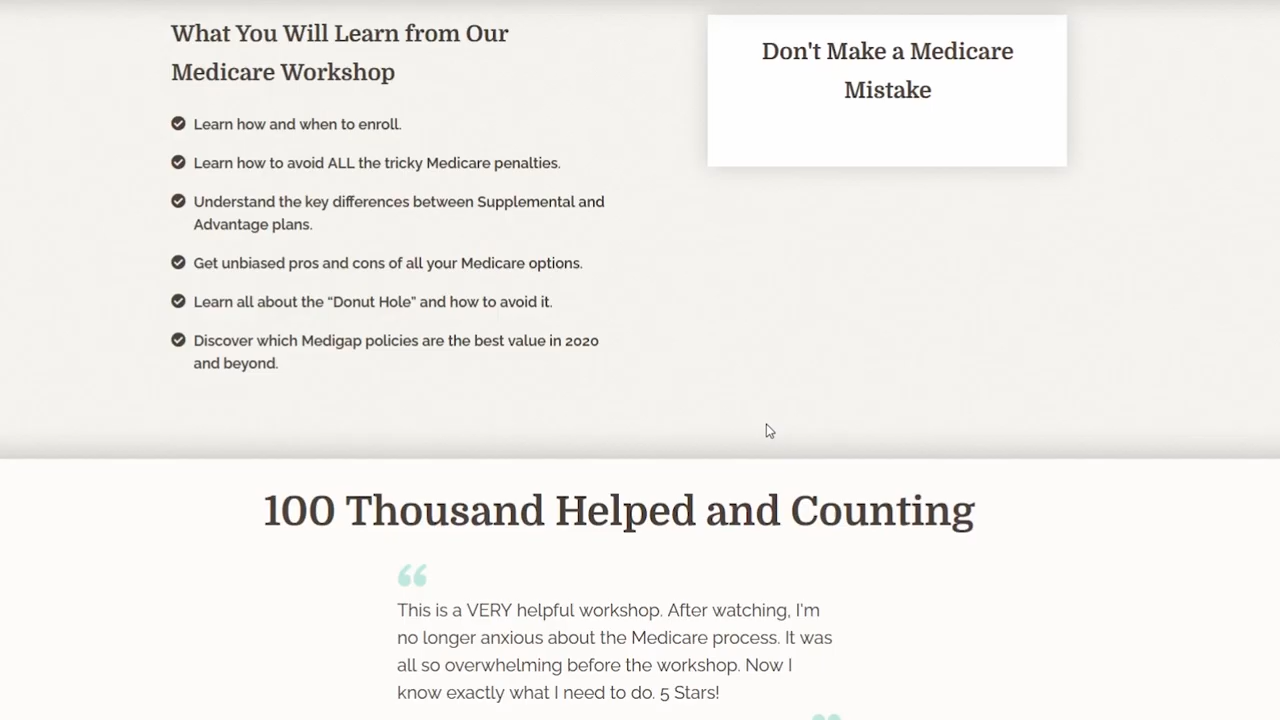 What You Will Learn from Our
Medicare Workshop
Learn how and when to enroll.
Learn how to avoid ALL the tricky Medicare penalties.
Understand the key differences between Supplemental and
Advantage plans.
Get unbiased pros and cons of all your Medicare options.
Learn all about the “Donut Hole” and how to avoid it.
Discover which Medigap policies are the best value in 2020
and beyond.
Don't Make a Medicare
Mistake
100 Thousand Helped and Counting
“
This is a VERY helpful workshop. After watching, I'm
no longer anxious about the Medicare process. It was
all so overwhelming before the workshop. Now I
know exactly what I need to do. 5 Stars!
”